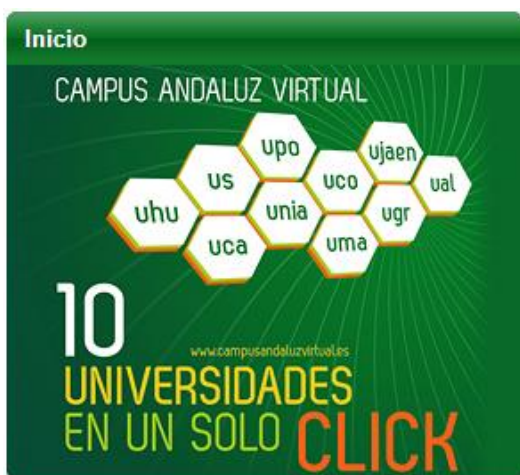 Inicio
CAMPUS ANDALUZ VIRTUAL
upo
ujaen
us
uco
ual
uhu
unia
ugr
uca
uma
10
www.campusandaluzvirtual.es
UNIVERSIDADES
EN UN SOLO CLICK